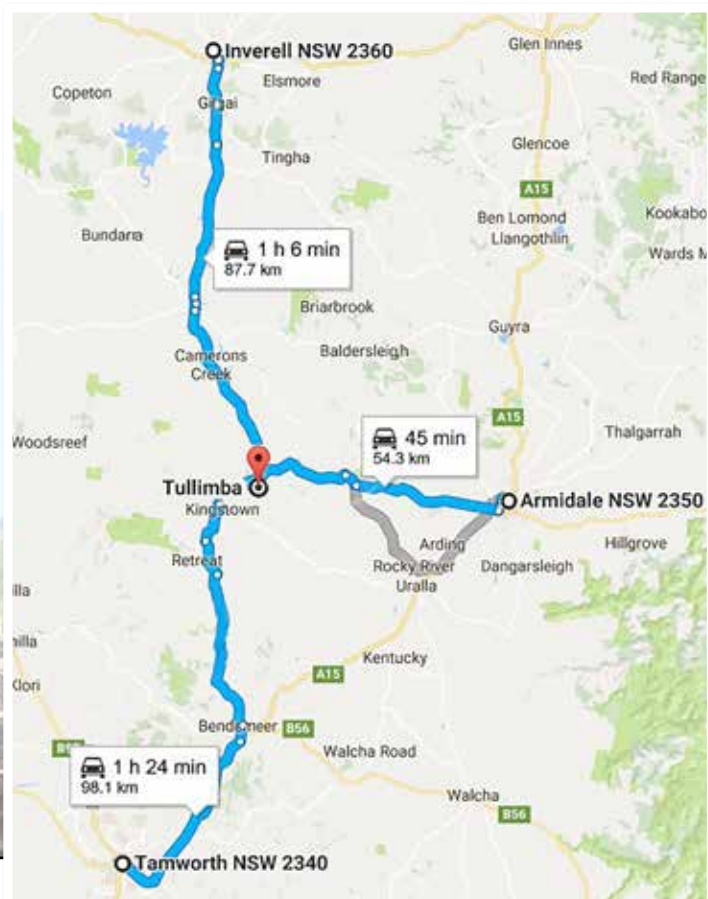 Inverell NSW 2360
Glen Innes
Elsmore
Red Range
Copeton
Gilgai
Glencoe
Tingha
A15
Kookabo
Ben Lomond
Llangothlin
Bundarra
Wards M
1 h 6 min
87.7 km
Briarbrook
Guyra
Baldersleigh
Camerons
Creek
A15
Thalgarrah
Woodsreef
45 min
54.3 km
Tullimba
Armidale NSW 2350
Kingstown
Arding
Hillgrove
Retreat
Rocky River
Dangarsleigh
Uralla
illa
nilla
Kentucky
Klori
A15
Bendemeer
B56
Walcha Road
1 h 24 min
98.1 km
Walcha
B56
Tamworth NSW 2340